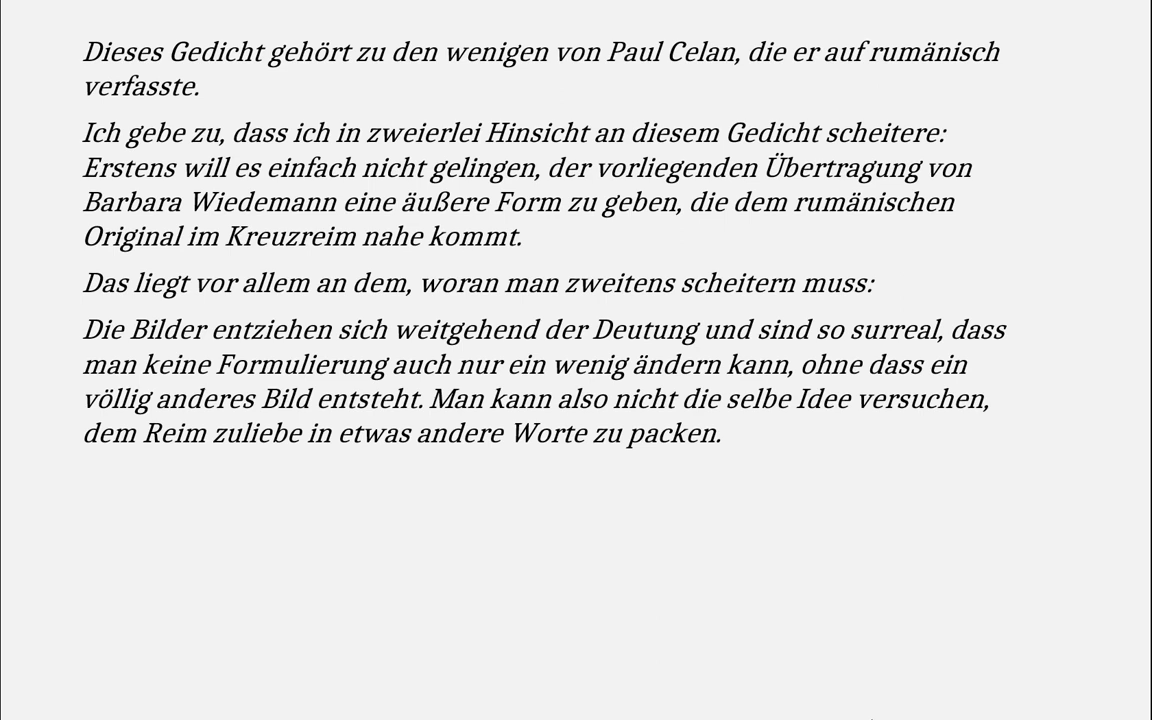 Dieses Gedicht gehört zu den wenigen von Paul Celan, die er auf rumänisch
verfasste.
Ich gebe zu, dass ich in zweierlei Hinsicht an diesem Gedicht scheitere:
Erstens will es einfach nicht gelingen, der vorliegenden Übertragung von
Barbara Wiedemann eine äußere Form zu geben, die dem rumänischen
Original im Kreuzreim nahe kommt.
Das liegt vor allem an dem, woran man zweitens scheitern muss:
Die Bilder entziehen sich weitgehend der Deutung und sind so surreal, dass
man keine Formulierung auch nur ein wenig ändern kann, ohne dass ein
völlig anderes Bild entsteht. Man kann also nicht die selbe Idee versuchen,
dem Reim zuliebe in etwas andere Worte zu packen.